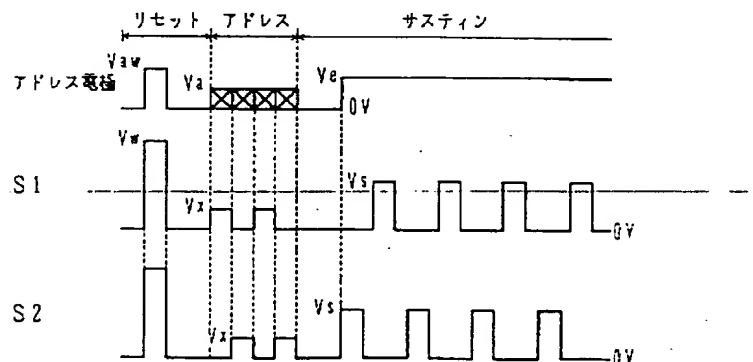 リセット アドレス サスティン
Vaw
アドレス電極 Va Ve 0V
Vw
S1 Vs
Vx 0V
S2 Vs
Vx 0V